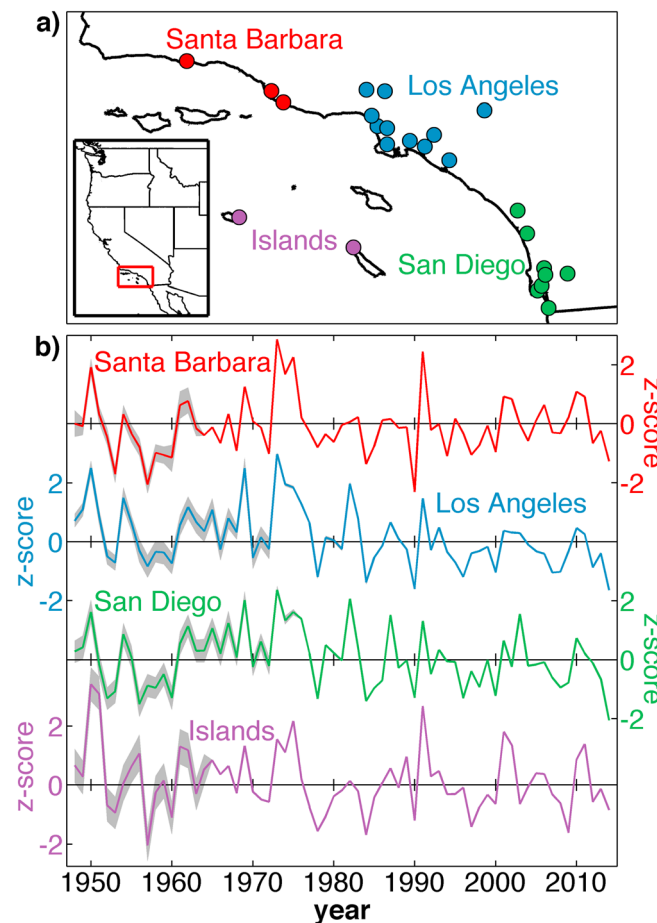 a)
Santa Barbara
Los Angeles
Islands
San Diego
b)
Santa Barbara
2
0
-2
z-score
Los Angeles
2
0
-2
z-score
San Diego
2
0
-2
z-score
Islands
2
0
-2
z-score
1950 1960 1970 1980 1990 2000 2010
year